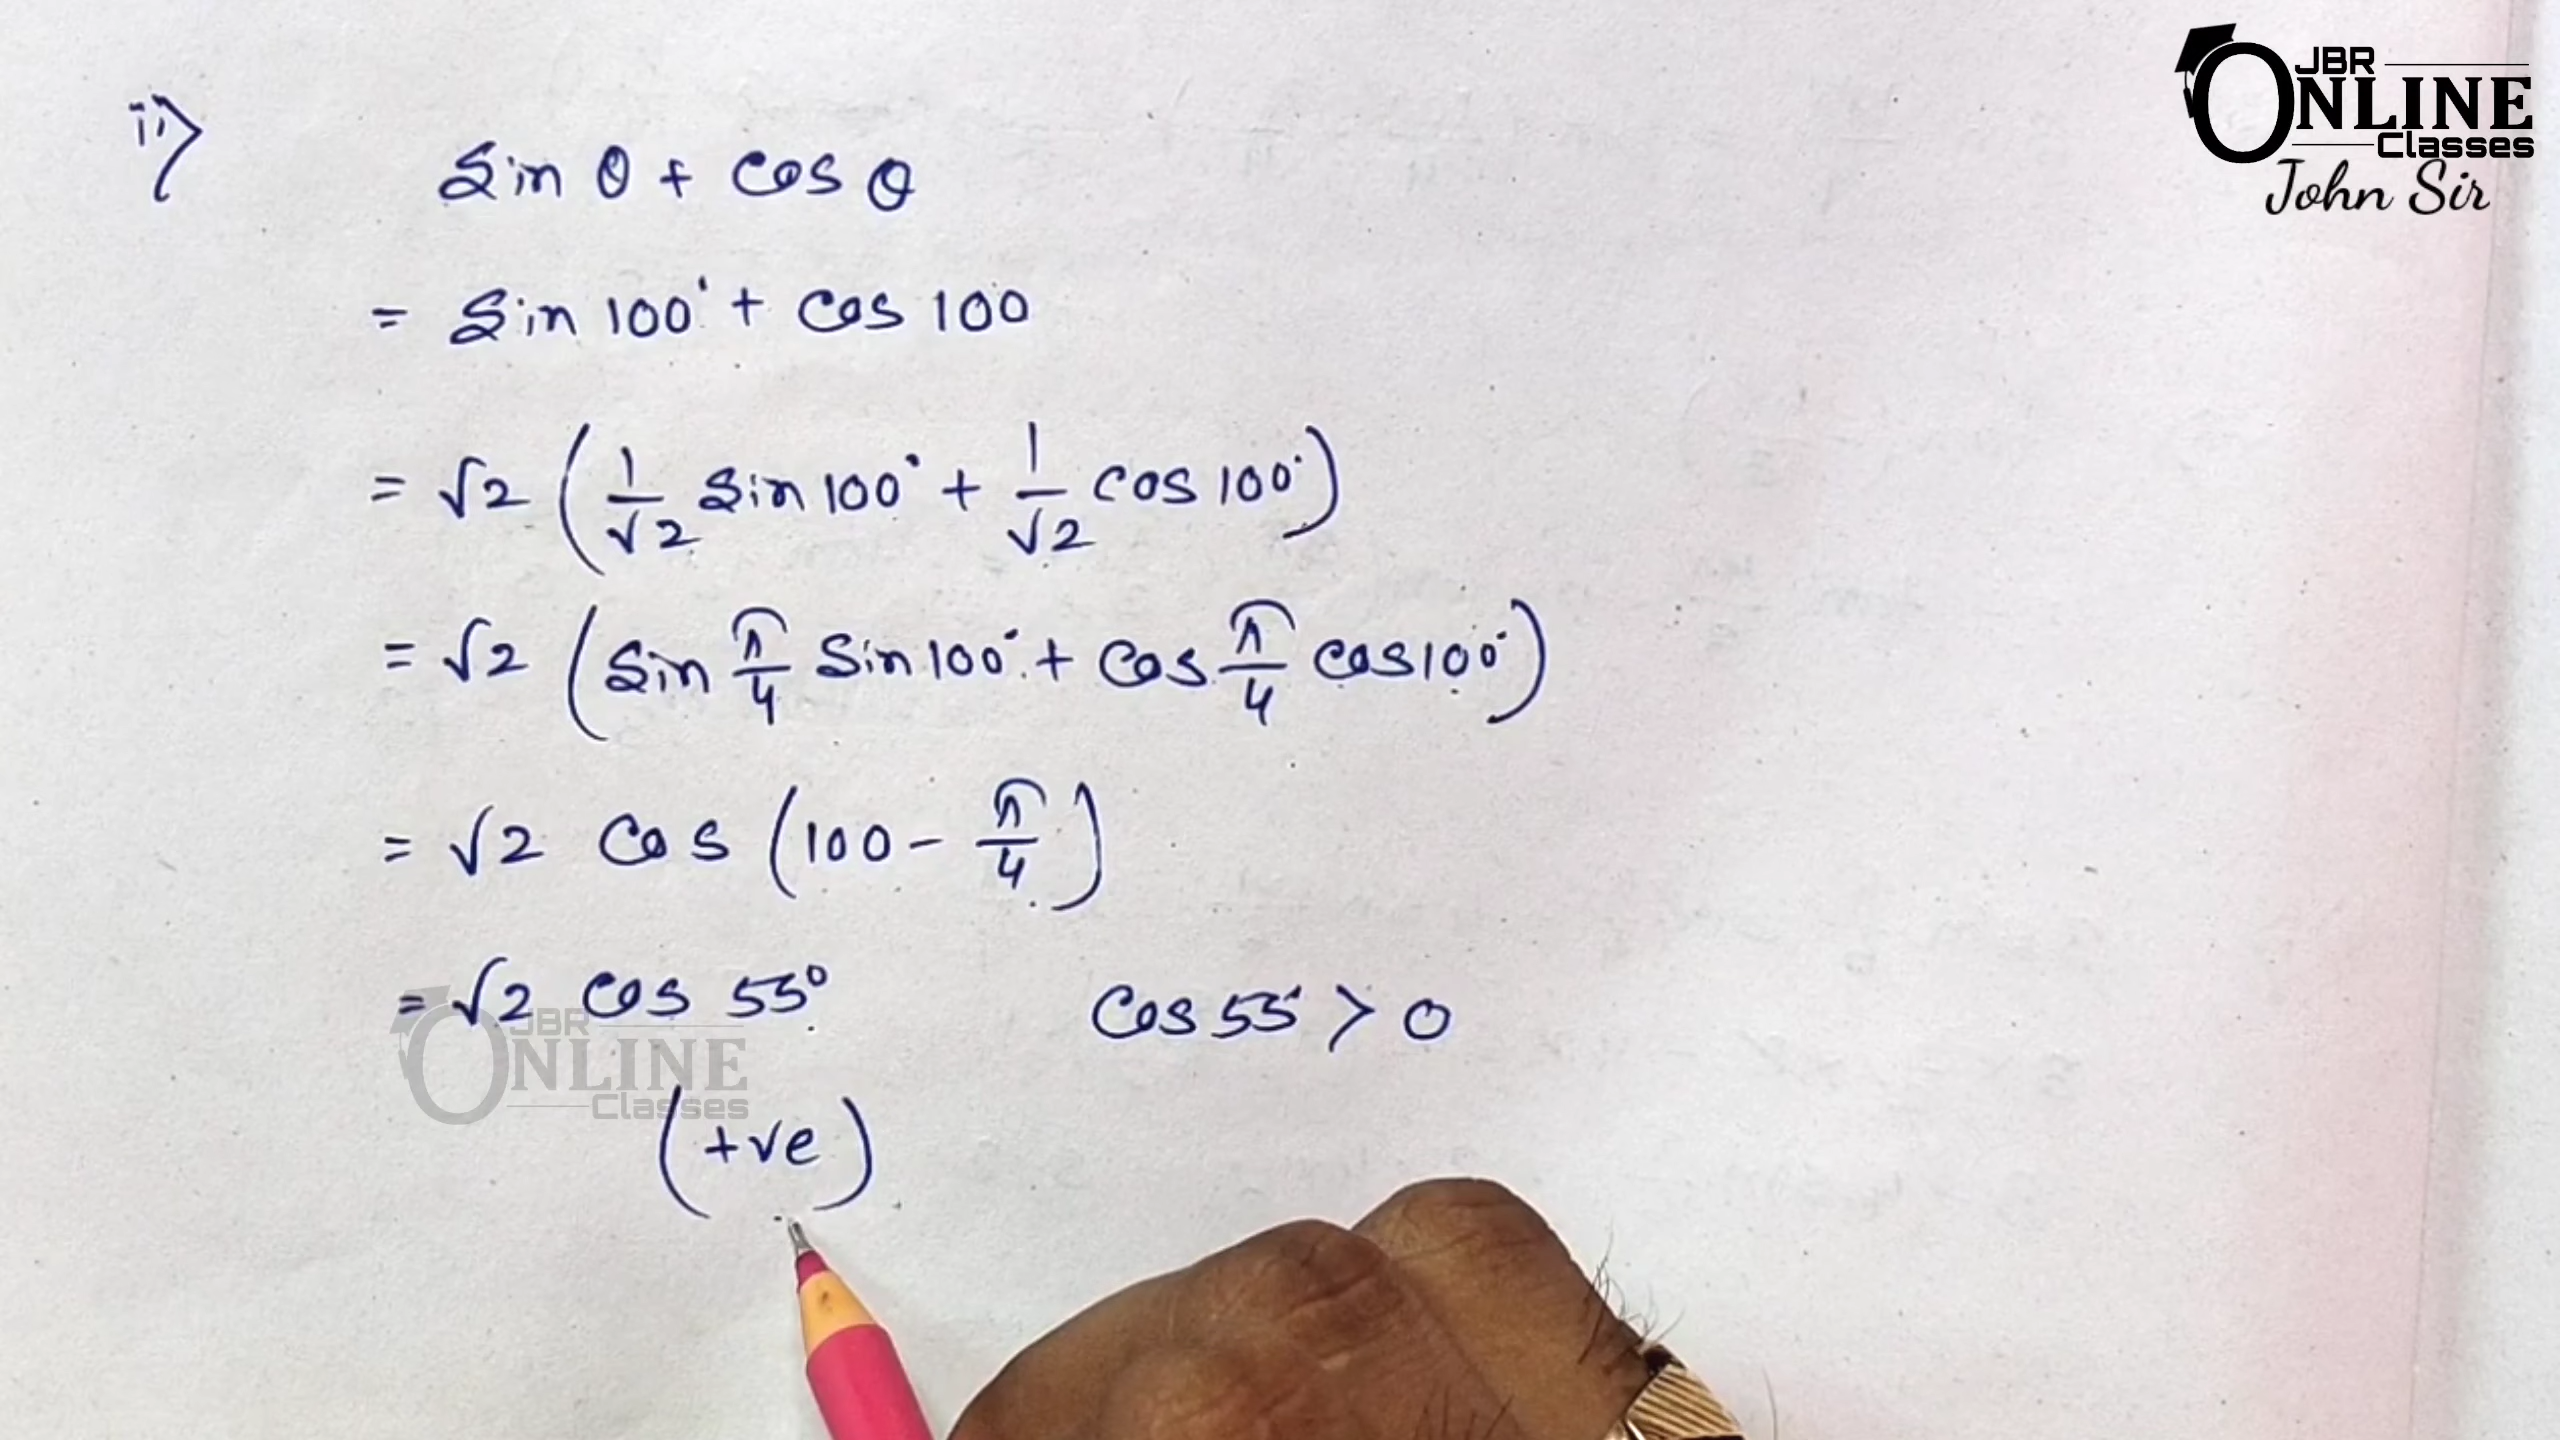 JBR
ONLINE
Classes
John Sir
ii)
Sin θ + cos θ
= Sin 100° + cos 100
= √2 ( 1/√2 Sin 100° + 1/√2 cos 100° )
= √2 ( Sin π/4 Sin 100° + cos π/4 cos 100° )
= √2 cos ( 100 - π/4 )
= √2 cos 55° cos 55° > 0
JBR
ONLINE
Classes
(+ve)